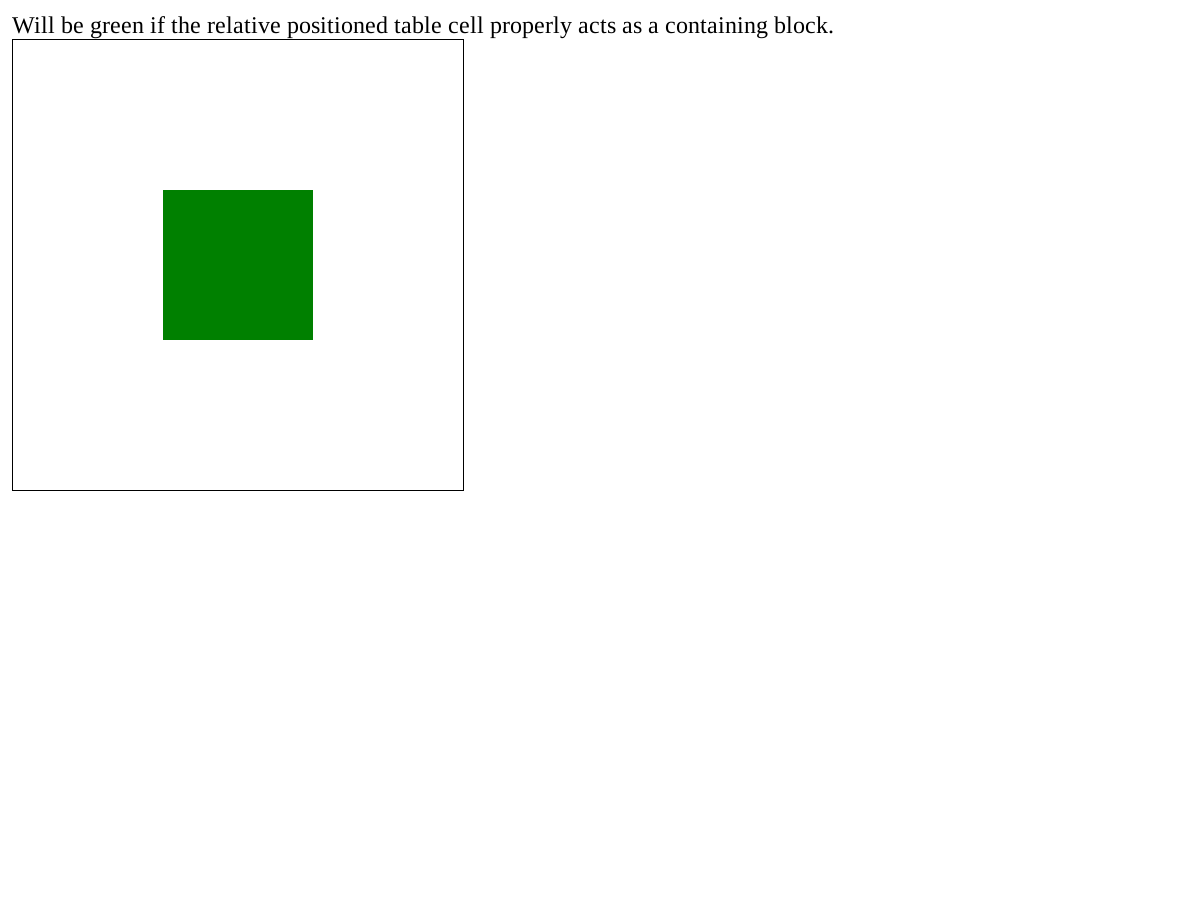 Will be green if the relative positioned table cell properly acts as a containing block.